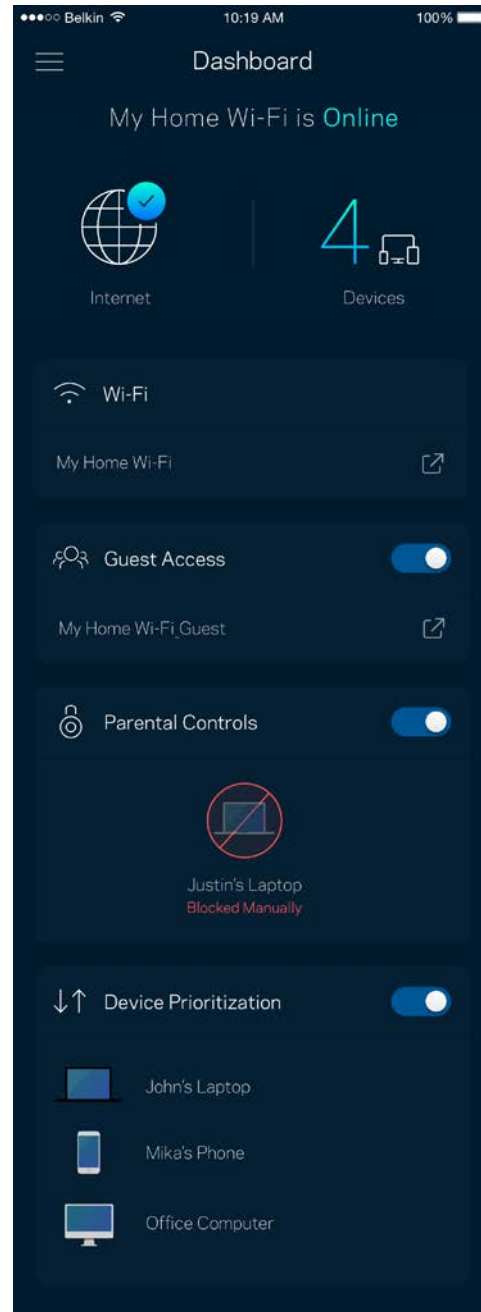 Belkin 10:19 AM 100%
Dashboard
My Home Wi-Fi is Online
4
Internet Devices
Wi-Fi
My Home Wi-Fi
Guest Access
My Home Wi-Fi_Guest
Parental Controls
Justin's Laptop
Blocked Manually
Device Prioritization
John's Laptop
Mika's Phone
Office Computer